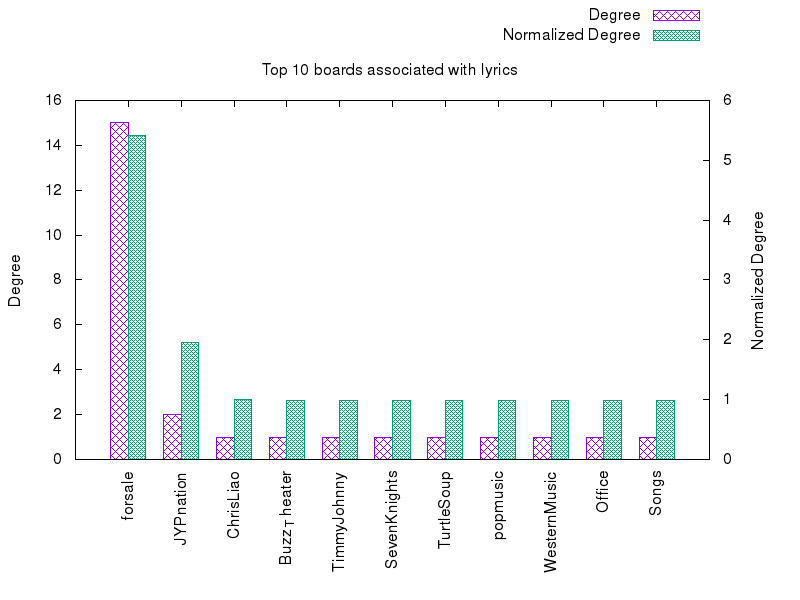 Degree
Normalized Degree
Top 10 boards associated with lyrics
16
14
12
10
8
6
4
2
0
6
5
4
3
2
1
0
Degree
Normalized Degree
forsale
JYPnation
ChrisLiao
BuzzTheater
TimmyJohnny
SevenKnights
TurtleSoup
popmusic
WesternMusic
Office
Songs